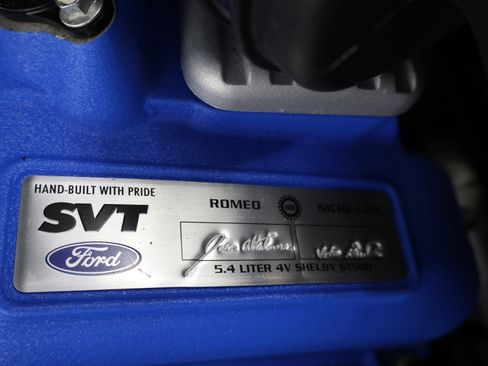 HAND-BUILT WITH PRIDE
SVT
Ford
ROMEO NICHE-LINE
5.4 LITER 4V SHELBY GT500